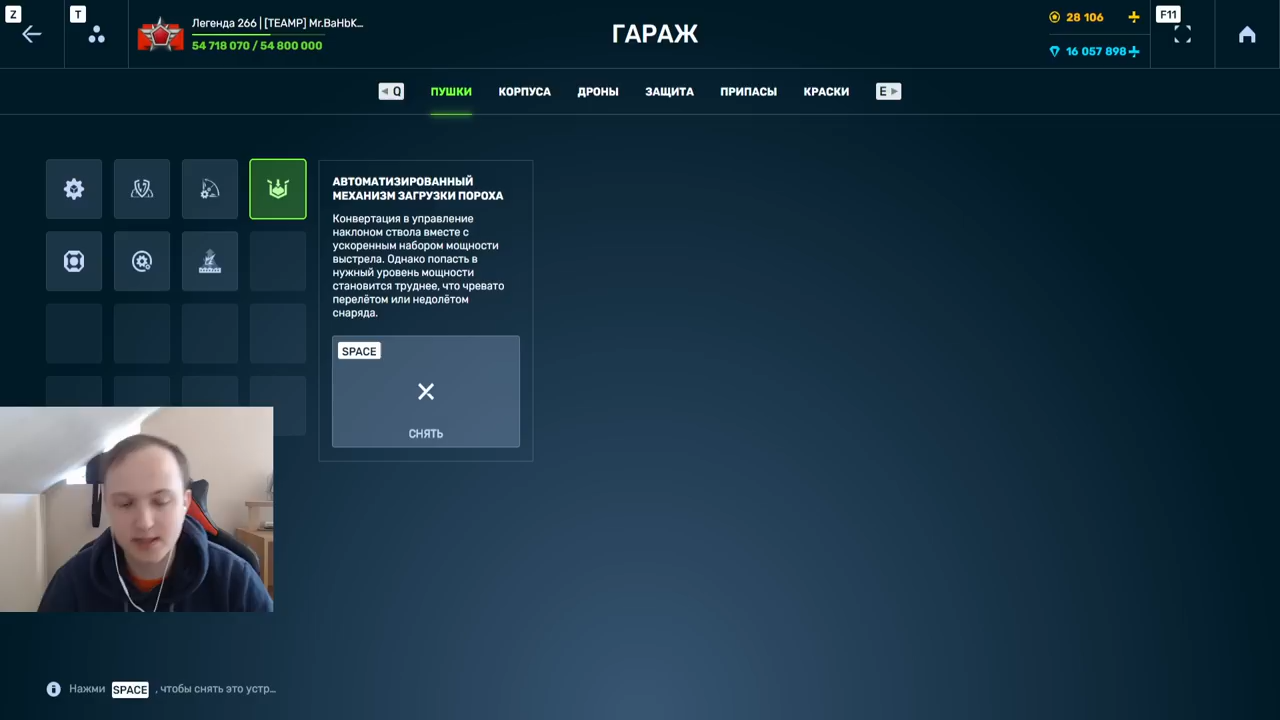 Z
T
Легенда 266 | [TEAMP] Mr.BaHbK...
54 718 070 / 54 800 000
ГАРАЖ
28 106
16 057 898
F11
Q
ПУШКИ
КОРПУСА
ДРОНЫ
ЗАЩИТА
ПРИПАСЫ
КРАСКИ
E
АВТОМАТИЗИРОВАННЫЙ
МЕХАНИЗМ ЗАГРУЗКИ ПОРОХА
Конвертация в управление
наклоном ствола вместе с
ускоренным набором мощности
выстрела. Однако попасть в
нужный уровень мощности
становится труднее, что чревато
перелётом или недолётом
снаряда.
SPACE
СНЯТЬ
Нажми SPACE , чтобы снять это устр...